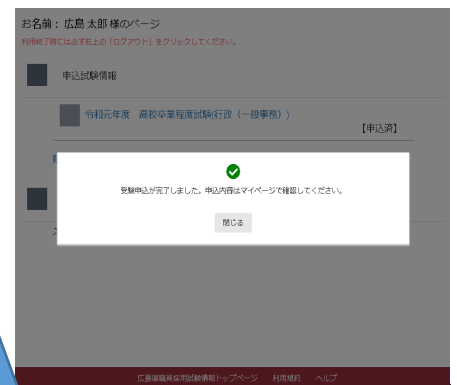 お名前： 広島 太郎 様のページ
利用終了時には必ず右上の「ログアウト」をクリックしてください。
申込試験情報
令和元年度　高校卒業程度試験(行政（一般事務）)
【申込済】
受験申込が完了しました。申込内容はマイページで確認してください。
閉じる
広島県職員採用試験情報トップページ　利用規約　ヘルプ